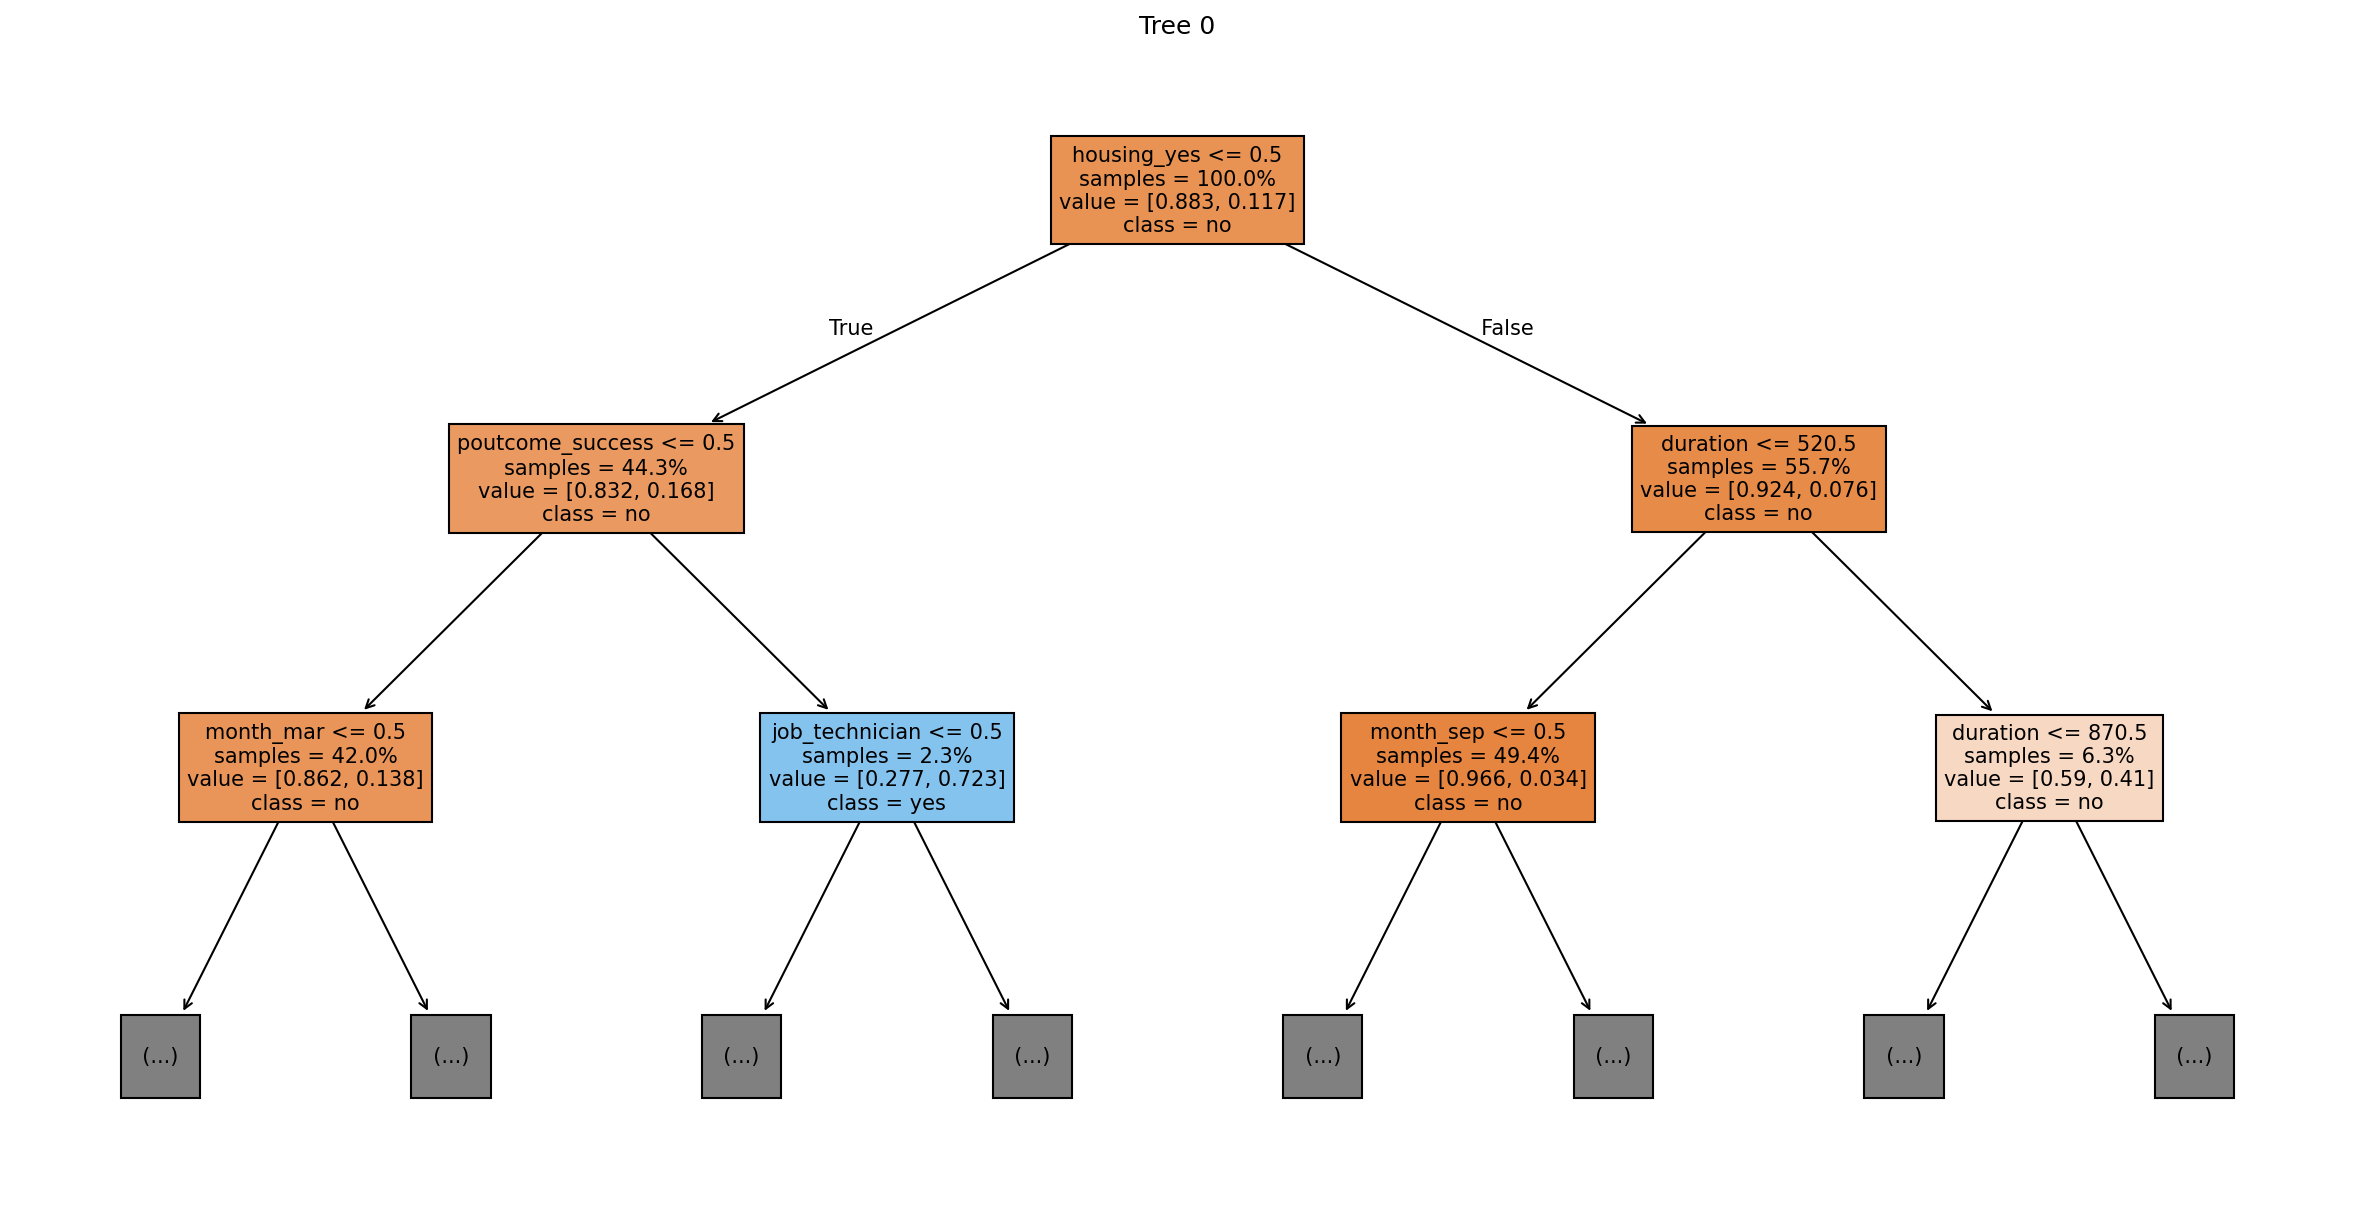 Tree 0
housing_yes <= 0.5
samples = 100.0%
value = [0.883, 0.117]
class = no
True
False
poutcome_success <= 0.5
samples = 44.3%
value = [0.832, 0.168]
class = no
duration <= 520.5
samples = 55.7%
value = [0.924, 0.076]
class = no
month_mar <= 0.5
samples = 42.0%
value = [0.862, 0.138]
class = no
job_technician <= 0.5
samples = 2.3%
value = [0.277, 0.723]
class = yes
month_sep <= 0.5
samples = 49.4%
value = [0.966, 0.034]
class = no
duration <= 870.5
samples = 6.3%
value = [0.59, 0.41]
class = no
(...)
(...)
(...)
(...)
(...)
(...)
(...)
(...)